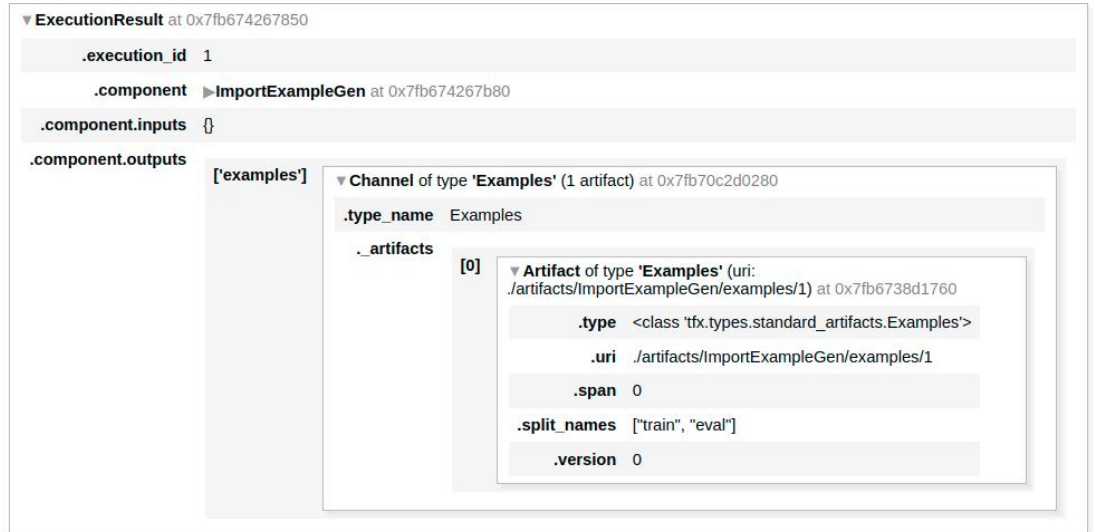 ▼ExecutionResult at 0x7fb674267850
.execution_id 1
.component ▶ImportExampleGen at 0x7fb674267b80
.component.inputs {}
.component.outputs
['examples'] ▼Channel of type 'Examples' (1 artifact) at 0x7fb70c2d0280
.type_name Examples
._artifacts
[0] ▼Artifact of type 'Examples' (uri:
./artifacts/ImportExampleGen/examples/1) at 0x7fb6738d1760
.type <class 'tfx.types.standard_artifacts.Examples'>
.uri ./artifacts/ImportExampleGen/examples/1
.span 0
.split_names ["train", "eval"]
.version 0